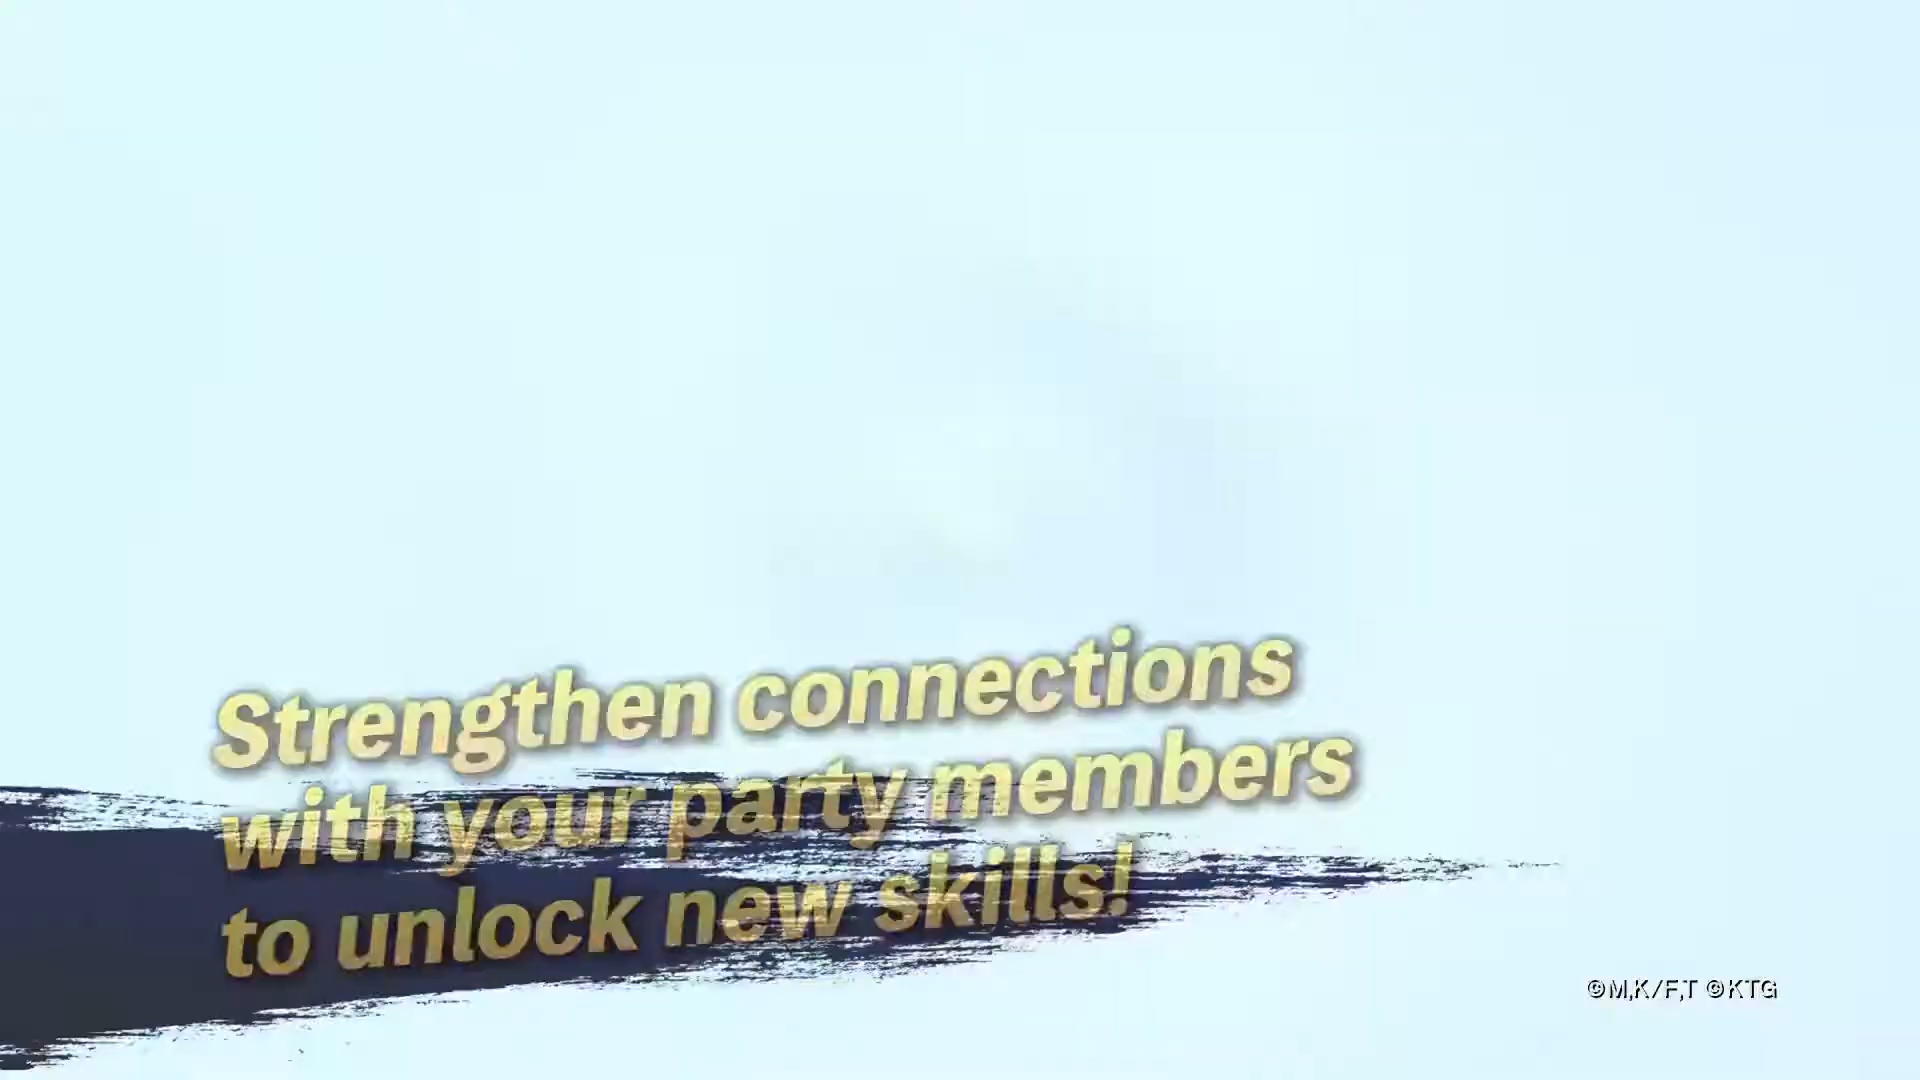 Strengthen connections
with your party members
to unlock new skills!
©M,K/F,T ©KTG